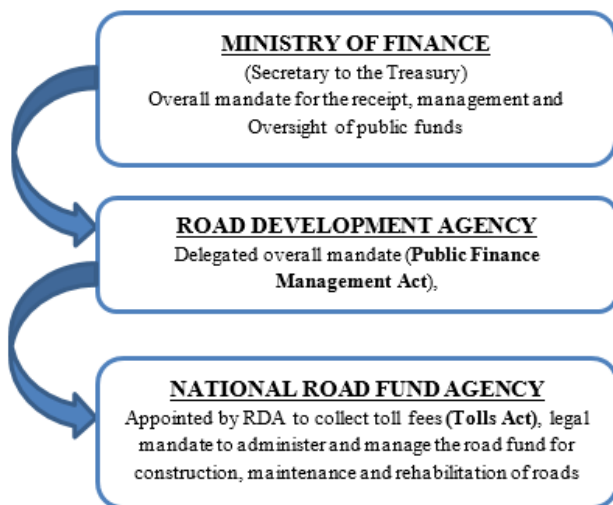 MINISTRY OF FINANCE
(Secretary to the Treasury)
Overall mandate for the receipt, management and
Oversight of public funds
ROAD DEVELOPMENT AGENCY
Delegated overall mandate (Public Finance
Management Act),
NATIONAL ROAD FUND AGENCY
Appointed by RDA to collect toll fees (Tolls Act), legal
mandate to administer and manage the road fund for
construction, maintenance and rehabilitation of roads